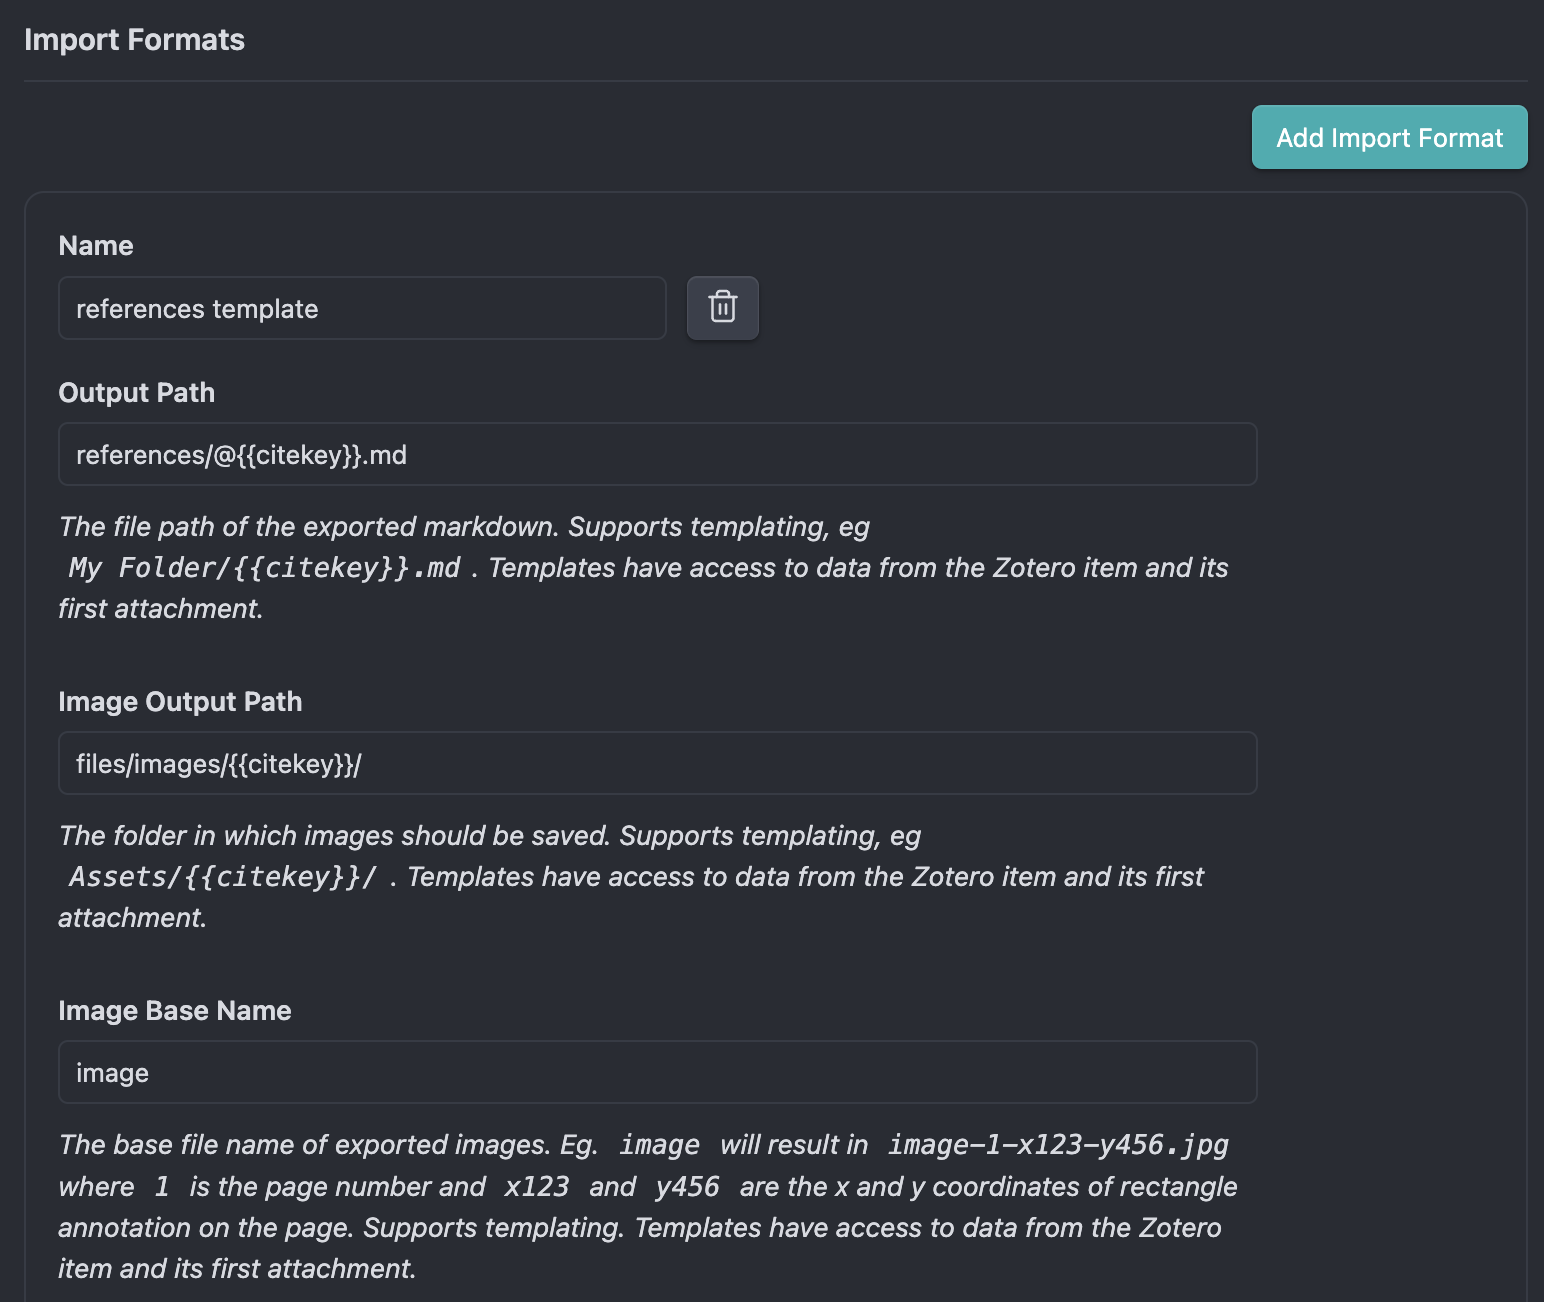 Import Formats
Add Import Format
Name
references template
Output Path
references/@{{citekey}}.md
The file path of the exported markdown. Supports templating, eg
My Folder/{{citekey}}.md . Templates have access to data from the Zotero item and its
first attachment.
Image Output Path
files/images/{{citekey}}/
The folder in which images should be saved. Supports templating, eg
Assets/{{citekey}}/ . Templates have access to data from the Zotero item and its first
attachment.
Image Base Name
image
The base file name of exported images. Eg. image will result in image-1-x123-y456.jpg
where 1 is the page number and x123 and y456 are the x and y coordinates of rectangle
annotation on the page. Supports templating. Templates have access to data from the Zotero
item and its first attachment.